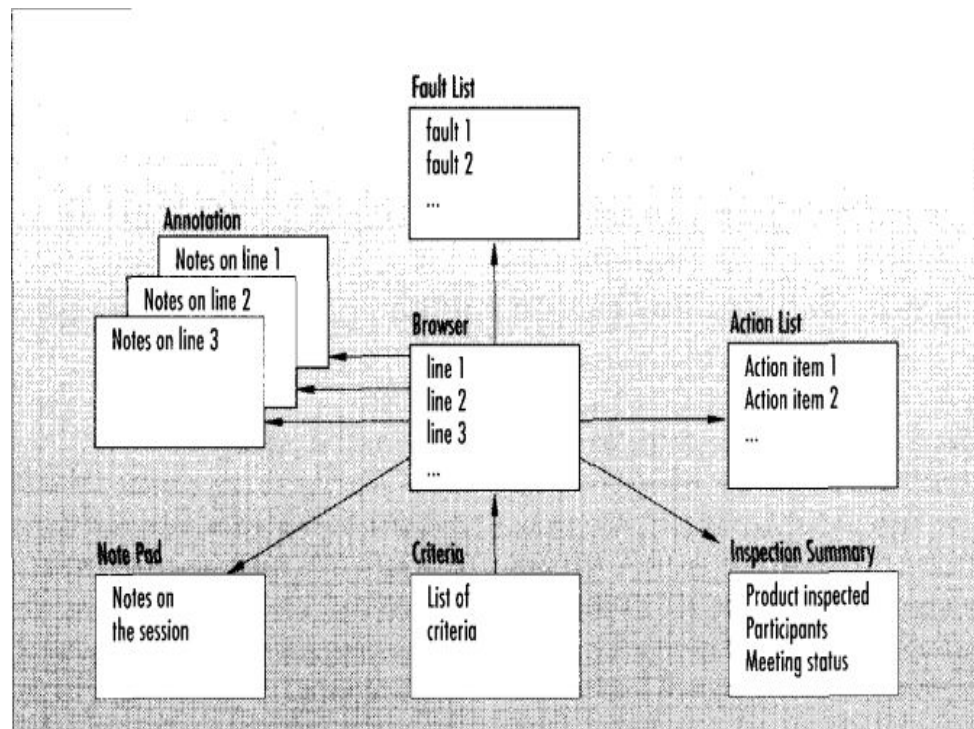 Fault List
fault 1
fault 2
...
Annotation
Notes on line 1
Notes on line 2
Notes on line 3
Browser
line 1
line 2
line 3
...
Action List
Action item 1
Action item 2
...
Note Pad
Notes on
the session
Criteria
List of
criteria
Inspection Summary
Product inspected
Participants
Meeting status